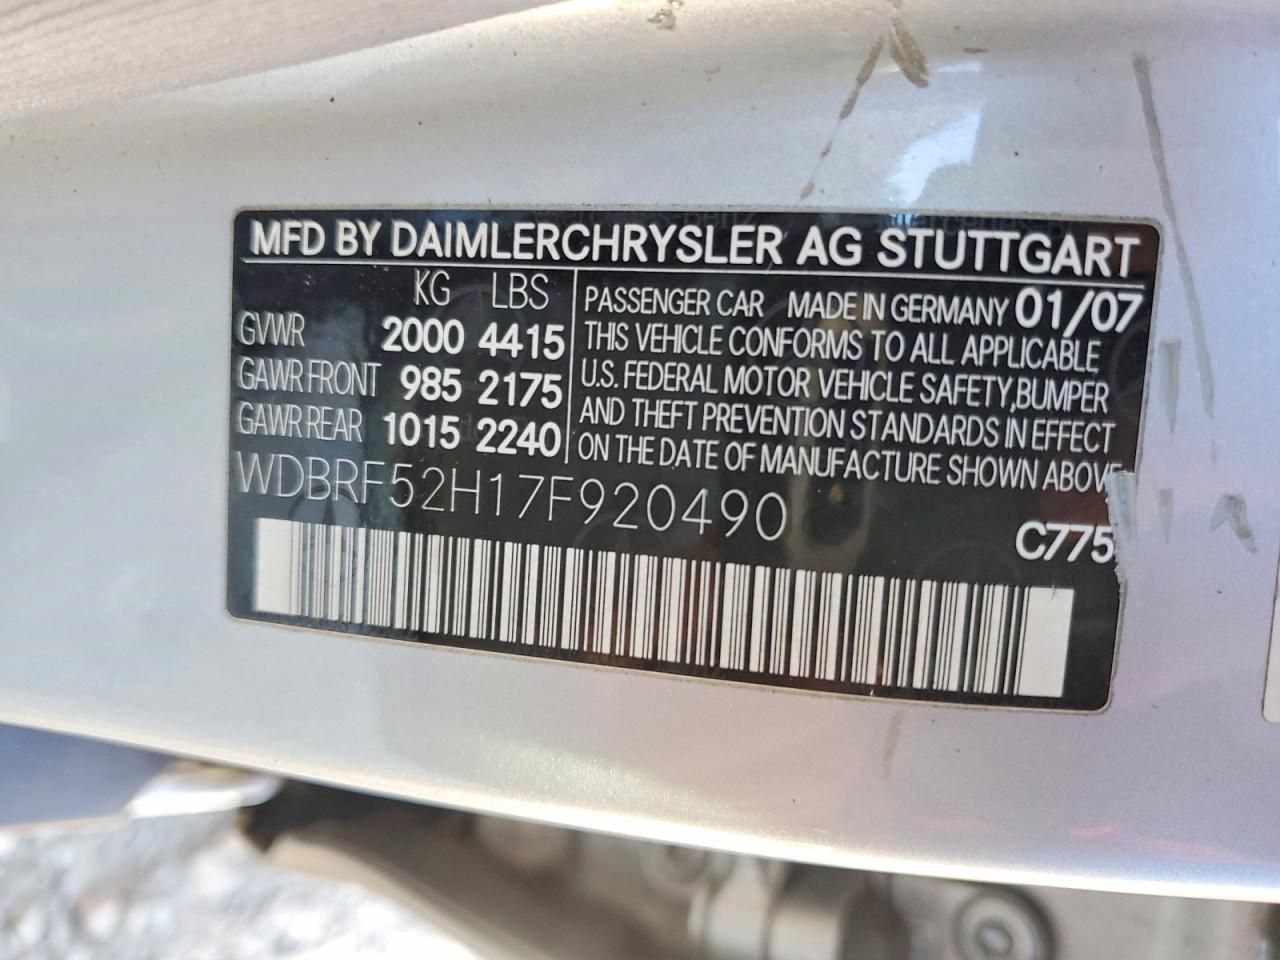 MFD BY DAIMLERCHRYSLER AG STUTTGART
KG LBS
GVWR 2000 4415
GAWR FRONT 985 2175
GAWR REAR 1015 2240
PASSENGER CAR MADE IN GERMANY 01/07
THIS VEHICLE CONFORMS TO ALL APPLICABLE
U.S. FEDERAL MOTOR VEHICLE SAFETY,BUMPER
AND THEFT PREVENTION STANDARDS IN EFFECT
ON THE DATE OF MANUFACTURE SHOWN ABOVE
WDBRF52H17F920490
C775